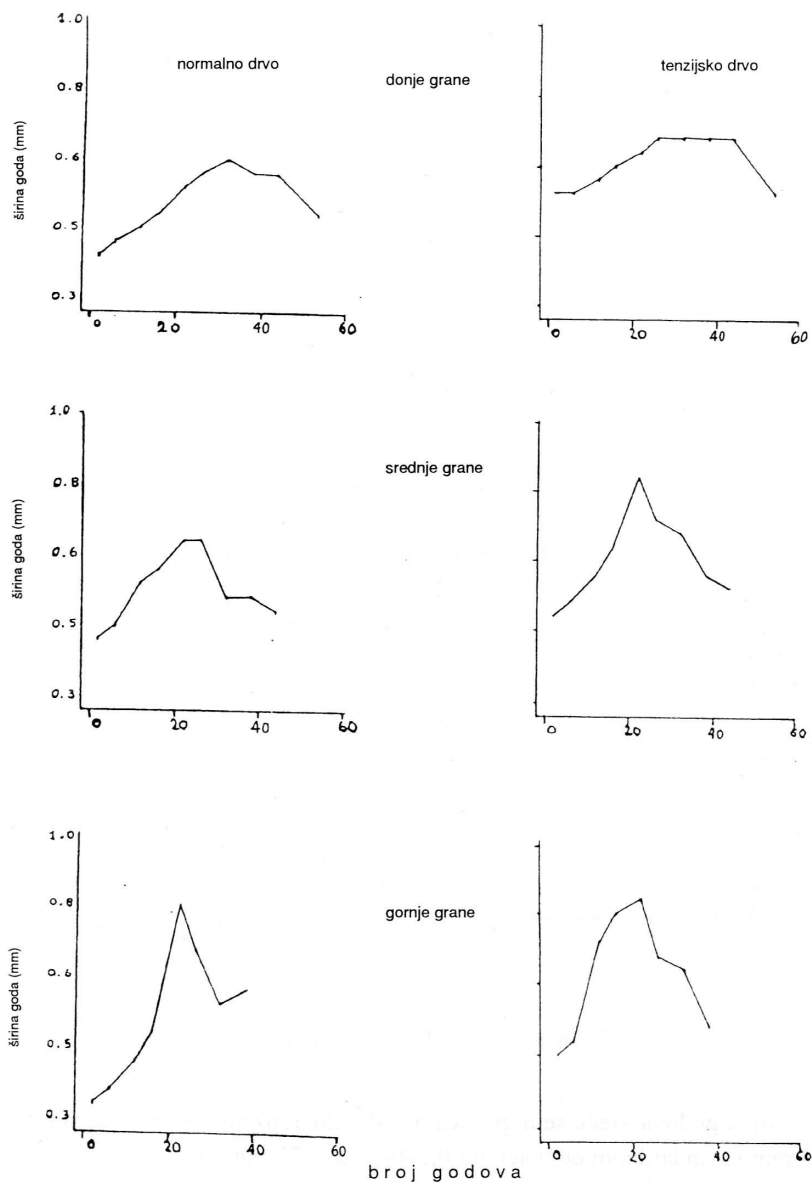 1.0
normalno drvo
tenzijsko drvo
donje grane
0.8
0.6
0.5
0.3
širina goda (mm)
0 20 40 60
0 20 40 60
1.0
srednje grane
0.8
0.6
0.5
0.3
širina goda (mm)
0 20 40 60
0 20 40 60
1.0
0.8
gornje grane
0.6
0.5
0.3
širina goda (mm)
0 20 40 60
0 20 40 60
broj godova